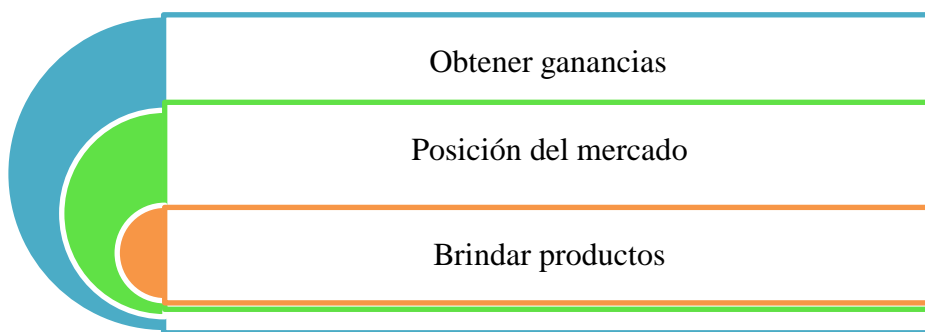 Obtener ganancias
Posición del mercado
Brindar productos